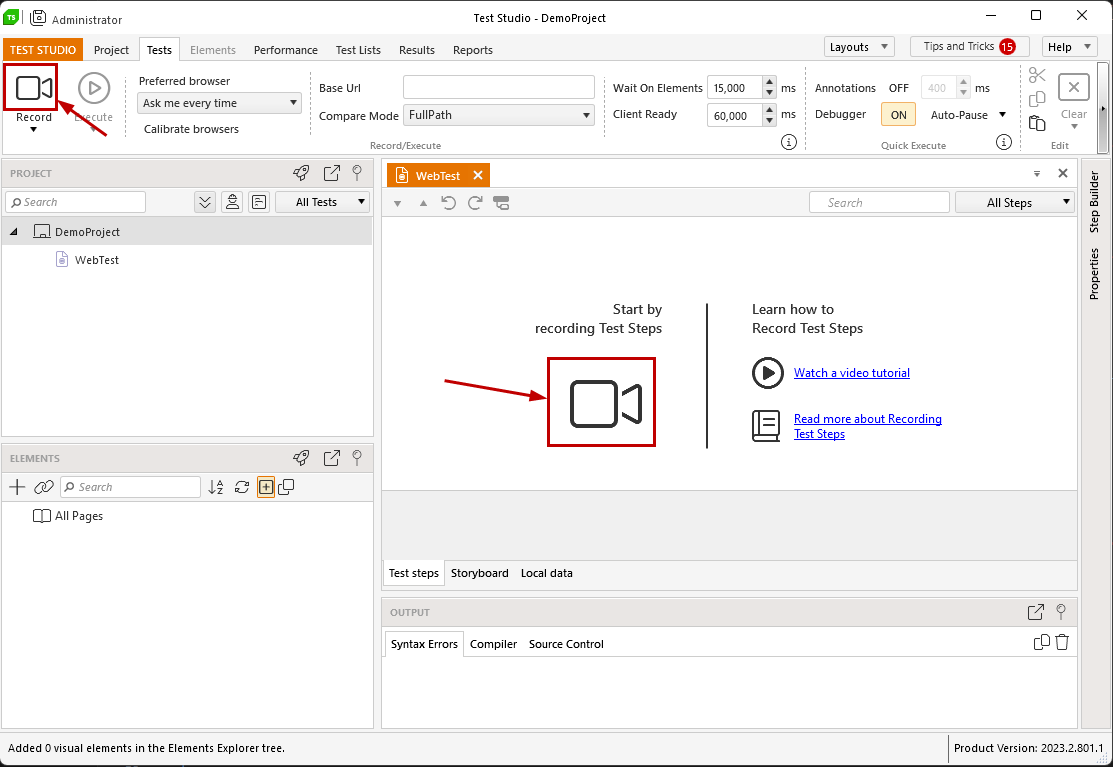 TS Administrator
Test Studio - DemoProject
TEST STUDIO Project Tests Elements Performance Test Lists Results Reports
Layouts Tips and Tricks 15 Help
Record
Execute
Preferred browser
Ask me every time
Calibrate browsers
Base Url
Compare Mode FullPath
Record/Execute
Wait On Elements 15,000 ms
Client Ready 60,000 ms
Annotations OFF 400 ms
Debugger ON Auto-Pause
Quick Execute
Clear
Edit
PROJECT
Search All Tests
DemoProject
WebTest
ELEMENTS
Search
All Pages
WebTest
Search All Steps
Start by
recording Test Steps
Learn how to
Record Test Steps
Watch a video tutorial
Read more about Recording
Test Steps
Test steps Storyboard Local data
OUTPUT
Syntax Errors Compiler Source Control
Step Builder
Properties
Added 0 visual elements in the Elements Explorer tree.
Product Version: 2023.2.801.1